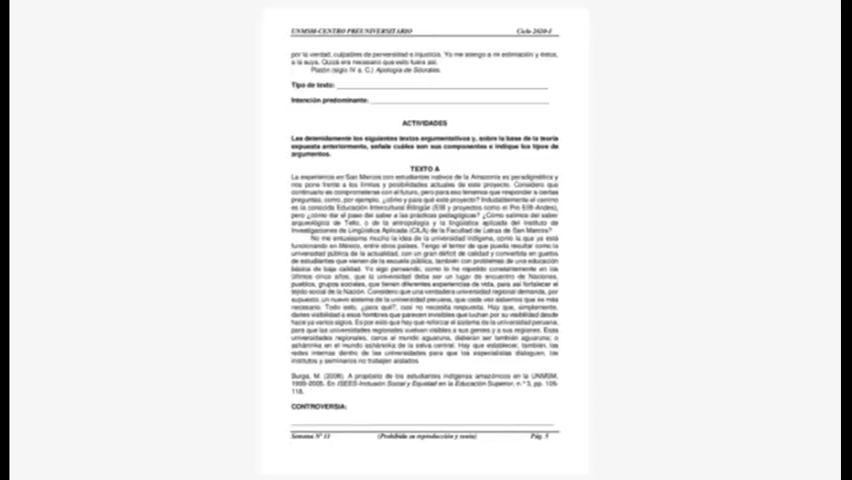 UNMSM-CENTRO PREUNIVERSITARIO Ciclo 2020-I
por la verdad, culpables de perversidad e injusticia. Yo me atengo a mi estimación y éstos,
a la suya. Quizá era necesario que esto fuera así.
Platón (siglo IV a. C.) Apología de Sócrates.
Tipo de texto:
Intención predominante:
ACTIVIDADES
Lea detenidamente los siguientes textos argumentativos y, sobre la base de la teoría
expuesta anteriormente, señale cuáles son sus componentes e indique los tipos de
argumentos.
TEXTO A
La experiencia en San Marcos con estudiantes nativos de la Amazonía es paradigmática y
nos pone frente a los límites y posibilidades actuales de este proyecto. Considero que
continuarlo es comprometerse con el futuro, pero para eso tenemos que responder a ciertas
preguntas, como, por ejemplo, ¿cómo y para qué este proyecto? Indudablemente el camino
es la conocida Educación Intercultural Bilingüe (EIB y proyectos como el Pro EIB-Andes),
pero ¿cómo dar el paso del saber a las prácticas pedagógicas? ¿Cómo salimos del saber
arqueológico de Tello, o de la antropología y la lingüística aplicada del Instituto de
Investigaciones de Lingüística Aplicada (CILA) de la Facultad de Letras de San Marcos?
No me entusiasma mucho la idea de la universidad indígena, como la que ya está
funcionando en México, entre otros países. Tengo el temor de que pueda resultar como la
universidad pública de la actualidad, con un gran déficit de calidad y convertida en guetos
de estudiantes que vienen de la escuela pública, también con problemas de una educación
básica de baja calidad. Yo sigo pensando, como lo he repetido constantemente en los
últimos cinco años, que la universidad debe ser un lugar de encuentro de Naciones,
pueblos, grupos sociales, que tienen diferentes experiencias de vida, para así fortalecer el
tejido social de la Nación. Considero que una verdadera universidad regional demanda, por
supuesto, un nuevo sistema de la universidad peruana, que cada vez sabemos que es más
necesario. Todo esto, ¿para qué?, casi no necesita respuesta. Hay que, simplemente,
darles visibilidad a esos hombres que parecen invisibles que luchan por su visibilidad desde
hace ya varios siglos. Es por esto que hay que reforzar el sistema de la universidad peruana,
para que las universidades regionales vuelvan visibles a sus gentes y a sus regiones. Esas
universidades regionales, cerca al mundo aguaruna, deberán ser también aguaruna; o
asháninka en el mundo asháninka de la selva central. Hay que establecer, también, las
redes internas dentro de las universidades para que los especialistas dialoguen, los
institutos y seminarios no trabajen aislados.
Burga, M. (2008). A propósito de los estudiantes indígenas amazónicos en la UNMSM,
1999-2005. En ISEES-Inclusión Social y Equidad en la Educación Superior, n.º 3, pp. 105-
118.
CONTROVERSIA:
Semana Nº 11 (Prohibida su reproducción y venta) Pág. 5